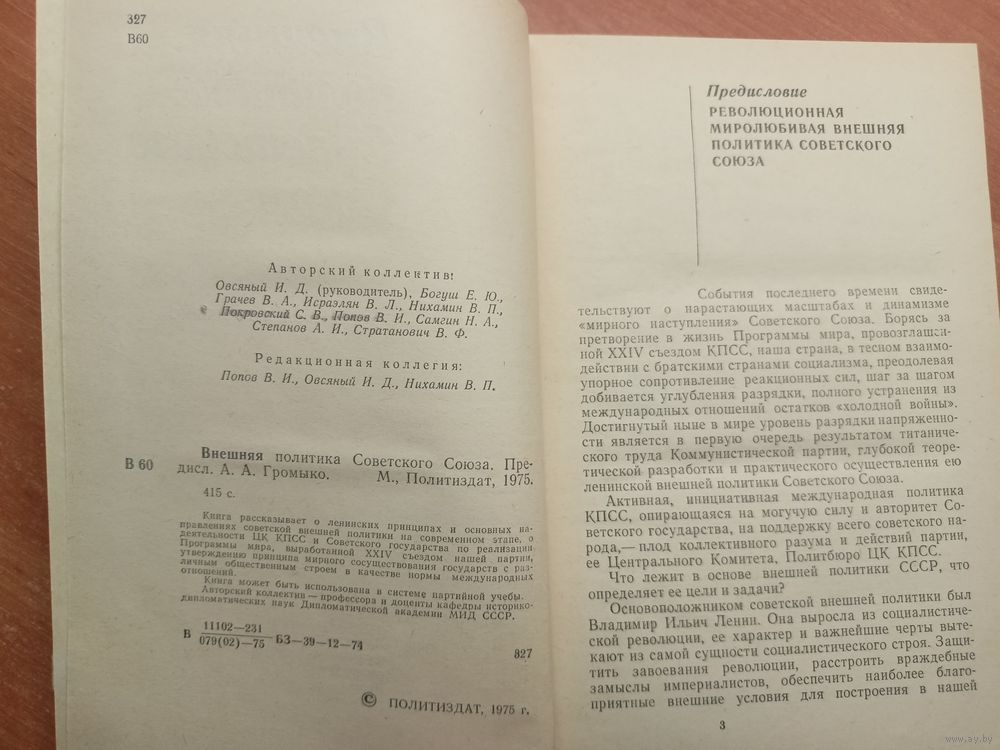 327
В60
Авторский коллектив:
Овсяный И. Д. (руководитель), Богуш Е. Ю.,
Грачев В. А., Исраэлян В. Л., Нихамин В. П.,
Покровский С. В., Попов В. И., Самгин Н. А.,
Степанов А. И., Стратанович В. Ф.
Редакционная коллегия:
Попов В. И., Овсяный И. Д., Нихамин В. П.
Внешняя политика Советского Союза. Пре-
В 60 дисл. А. А. Громыко. М., Политиздат, 1975.
415 с.
Книга рассказывает о ленинских принципах и основных на-
правлениях советской внешней политики на современном этапе, о
деятельности ЦК КПСС и Советского государства по реализации
Программы мира, выработанной XXIV съездом нашей партии,
утверждению принципа мирного сосуществования государств с раз-
личным общественным строем в качестве нормы международных
отношений.
Книга может быть использована в системе партийной учебы.
Авторский коллектив — профессора и доценты кафедры историко-
дипломатических наук Дипломатической академии МИД СССР.
11102—231
В БЗ—39—12—74
079(02)—75
327
© ПОЛИТИЗДАТ, 1975 г.
Предисловие
РЕВОЛЮЦИОННАЯ
МИРОЛЮБИВАЯ ВНЕШНЯЯ
ПОЛИТИКА СОВЕТСКОГО
СОЮЗА
События последнего времени свиде-
тельствуют о нарастающих масштабах и динамизме
«мирного наступления» Советского Союза. Борясь за
претворение в жизнь Программы мира, провозглашен-
ной XXIV съездом КПСС, наша страна, в тесном взаимо-
действии с братскими странами социализма, преодолевая
упорное сопротивление реакционных сил, шаг за шагом
добивается углубления разрядки, полного устранения из
международных отношений остатков «холодной войны».
Достигнутый ныне в мире уровень разрядки напряженно-
сти является в первую очередь результатом титаниче-
ского труда Коммунистической партии, глубокой теоре-
тической разработки и практического осуществления ею
ленинской внешней политики Советского Союза.
Активная, инициативная международная политика
КПСС, опирающаяся на могучую силу и авторитет Со-
ветского государства, на поддержку всего советского на-
рода,— плод коллективного разума и действий партии,
ее Центрального Комитета, Политбюро ЦК КПСС.
Что лежит в основе внешней политики СССР, что
определяет ее цели и задачи?
Основоположником советской внешней политики был
Владимир Ильич Ленин. Она выросла из социалистиче-
ской революции, ее характер и важнейшие черты выте-
кают из самой сущности социалистического строя. Защи-
тить завоевания революции, расстроить враждебные
замыслы империалистов, обеспечить наиболее благо-
приятные внешние условия для построения в нашей
3
www.ay.by